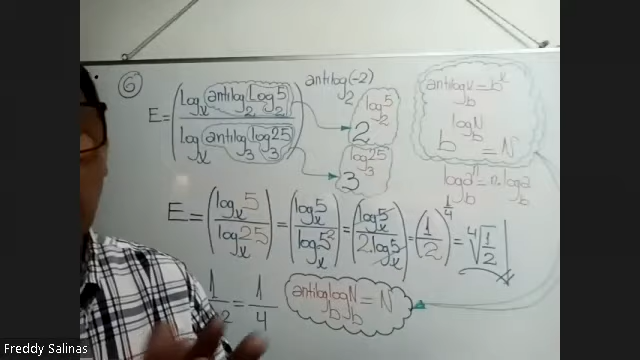 6
E = (log_x antilog_2 log_2 5 / log_x antilog_3 log_3 25)
antilog_2 (-2)
2^(log_2 5)
3^(log_3 25)
antilog_b x = b^x
b^(log_b N) = N
log_b a^n = n·log_b a
E = (log_x 5 / log_x 25) = (log_x 5 / log_x 5²) = (log_x 5 / 2·log_x 5) = (1/2)^(1/4) = ⁴√(1/2)
1 = 1
2 4
antilog_b log_b N = N
Freddy Salinas